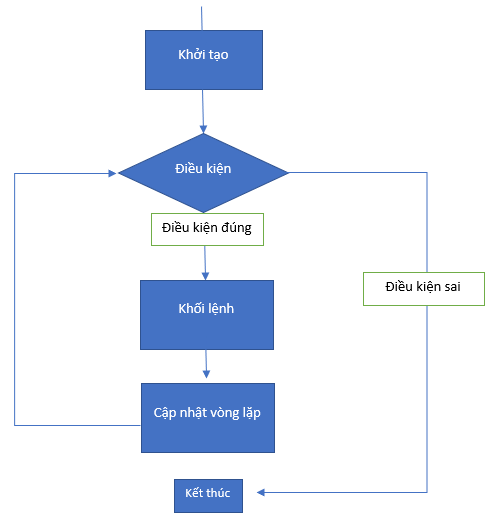 Khởi tạo
Điều kiện
Điều kiện đúng
Điều kiện sai
Khối lệnh
Cập nhật vòng lặp
Kết thúc